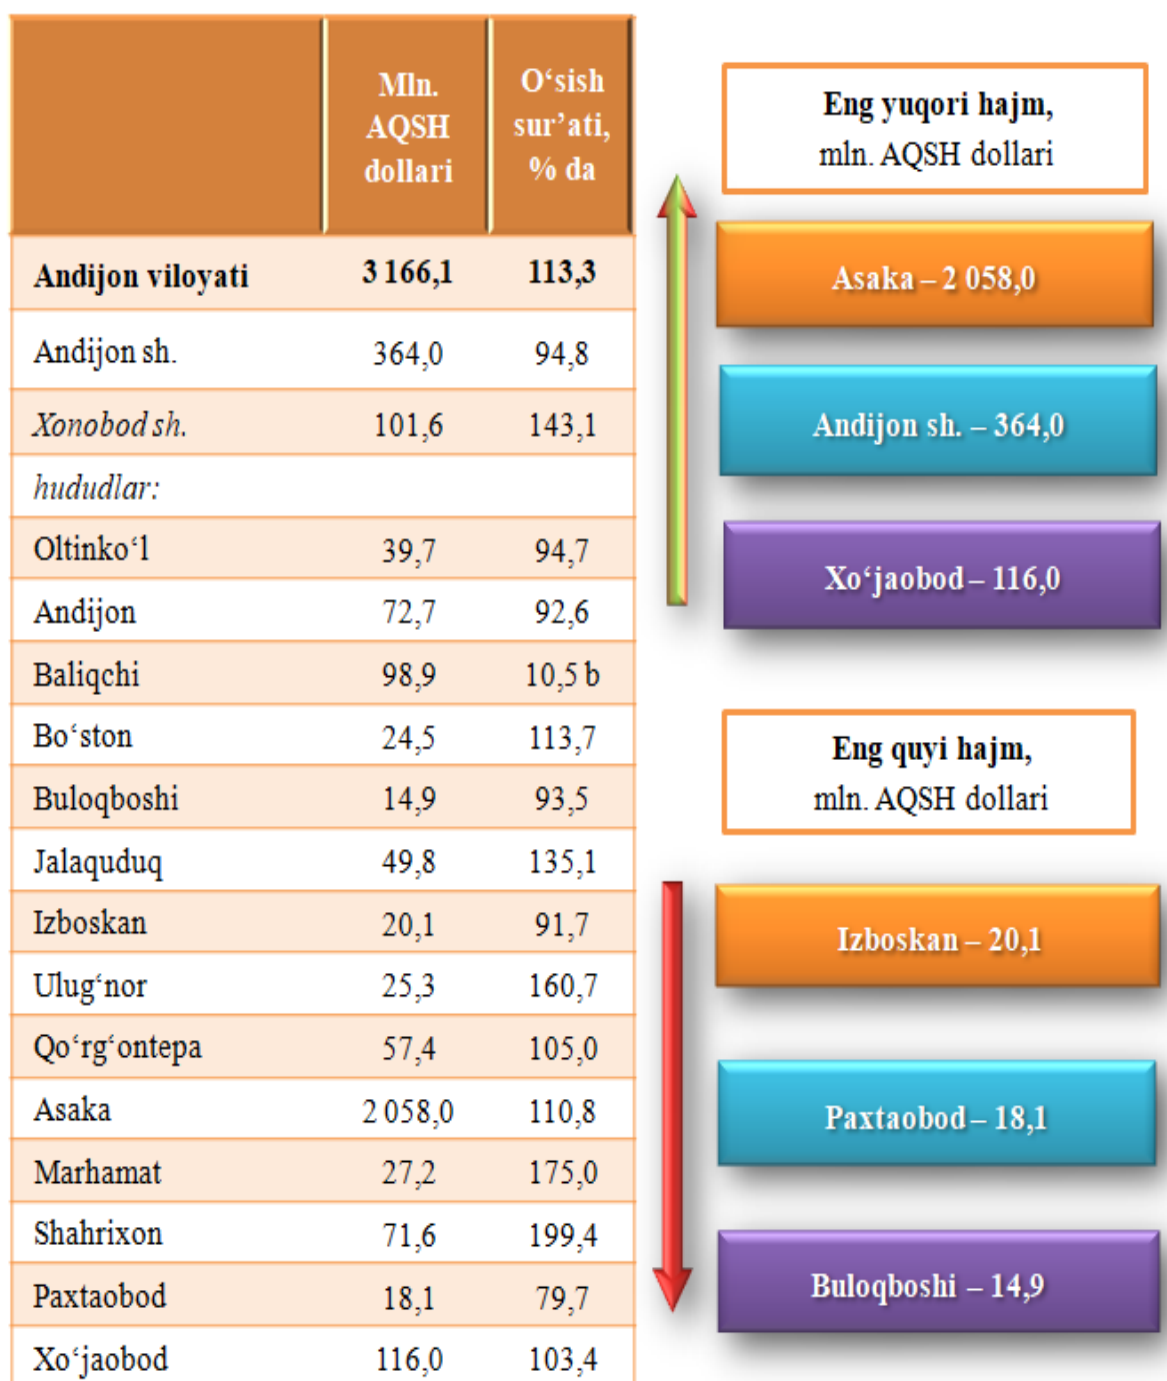 Mln. AQSH dollari O‘sish sur’ati, % da
Andijon viloyati 3 166,1 113,3
Andijon sh. 364,0 94,8
Xonobod sh. 101,6 143,1
hududlar:
Oltinko‘l 39,7 94,7
Andijon 72,7 92,6
Baliqchi 98,9 10,5 b
Bo‘ston 24,5 113,7
Buloqboshi 14,9 93,5
Jalaquduq 49,8 135,1
Izboskan 20,1 91,7
Ulug‘nor 25,3 160,7
Qo‘rg‘ontepa 57,4 105,0
Asaka 2 058,0 110,8
Marhamat 27,2 175,0
Shahrixon 71,6 199,4
Paxtaobod 18,1 79,7
Xo‘jaobod 116,0 103,4
Eng yuqori hajm,
mln. AQSH dollari
Asaka – 2 058,0
Andijon sh. – 364,0
Xo‘jaobod – 116,0
Eng quyi hajm,
mln. AQSH dollari
Izboskan – 20,1
Paxtaobod – 18,1
Buloqboshi – 14,9